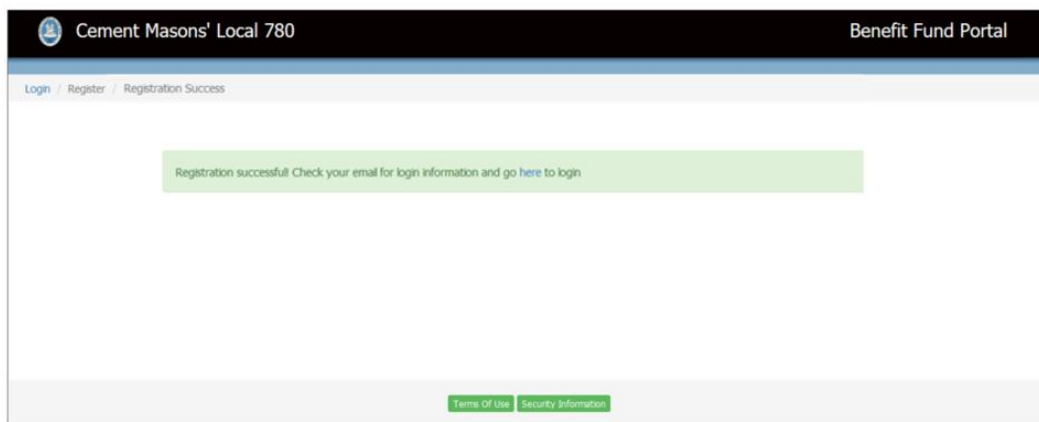 Cement Masons' Local 780
Benefit Fund Portal
Login / Register / Registration Success
Registration successful! Check your email for login information and go here to login
Terms Of Use
Security Information